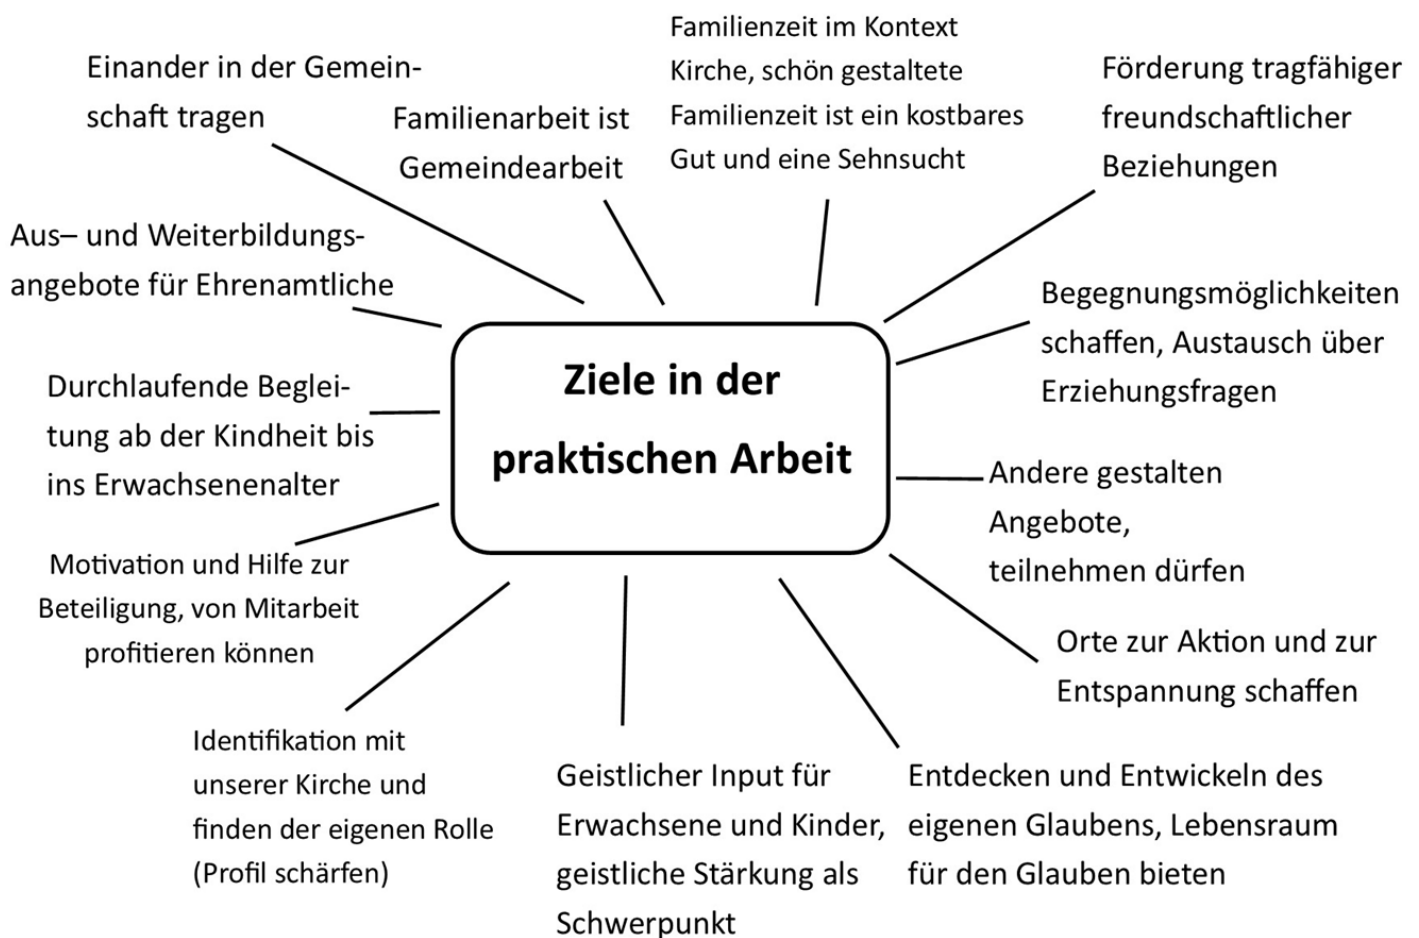 Einander in der Gemein-
schaft tragen
Familienarbeit ist
Gemeindearbeit
Familienzeit im Kontext
Kirche, schön gestaltete
Familienzeit ist ein kostbares
Gut und eine Sehnsucht
Förderung tragfähiger
freundschaftlicher
Beziehungen
Aus– und Weiterbildungs-
angebote für Ehrenamtliche
Begegnungsmöglichkeiten
schaffen, Austausch über
Erziehungsfragen
Ziele in der
praktischen Arbeit
Durchlaufende Beglei-
tung ab der Kindheit bis
ins Erwachsenenalter
Andere gestalten
Angebote,
teilnehmen dürfen
Motivation und Hilfe zur
Beteiligung, von Mitarbeit
profitieren können
Orte zur Aktion und zur
Entspannung schaffen
Identifikation mit
unserer Kirche und
finden der eigenen Rolle
(Profil schärfen)
Geistlicher Input für
Erwachsene und Kinder,
geistliche Stärkung als
Schwerpunkt
Entdecken und Entwickeln des
eigenen Glaubens, Lebensraum
für den Glauben bieten